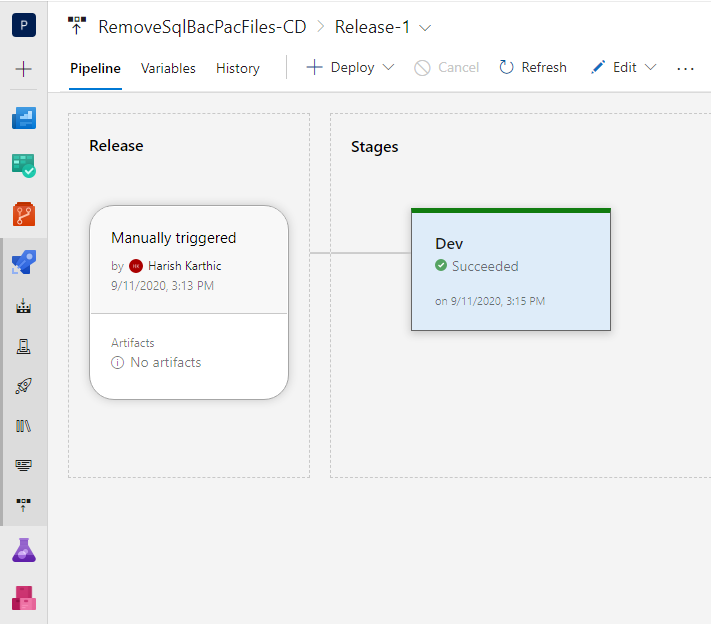 P
RemoveSqlBacPacFiles-CD > Release-1
Pipeline Variables History + Deploy Cancel Refresh Edit ...
Release
Stages
Manually triggered
by Harish Karthic
9/11/2020, 3:13 PM
Artifacts
No artifacts
Dev
Succeeded
on 9/11/2020, 3:15 PM